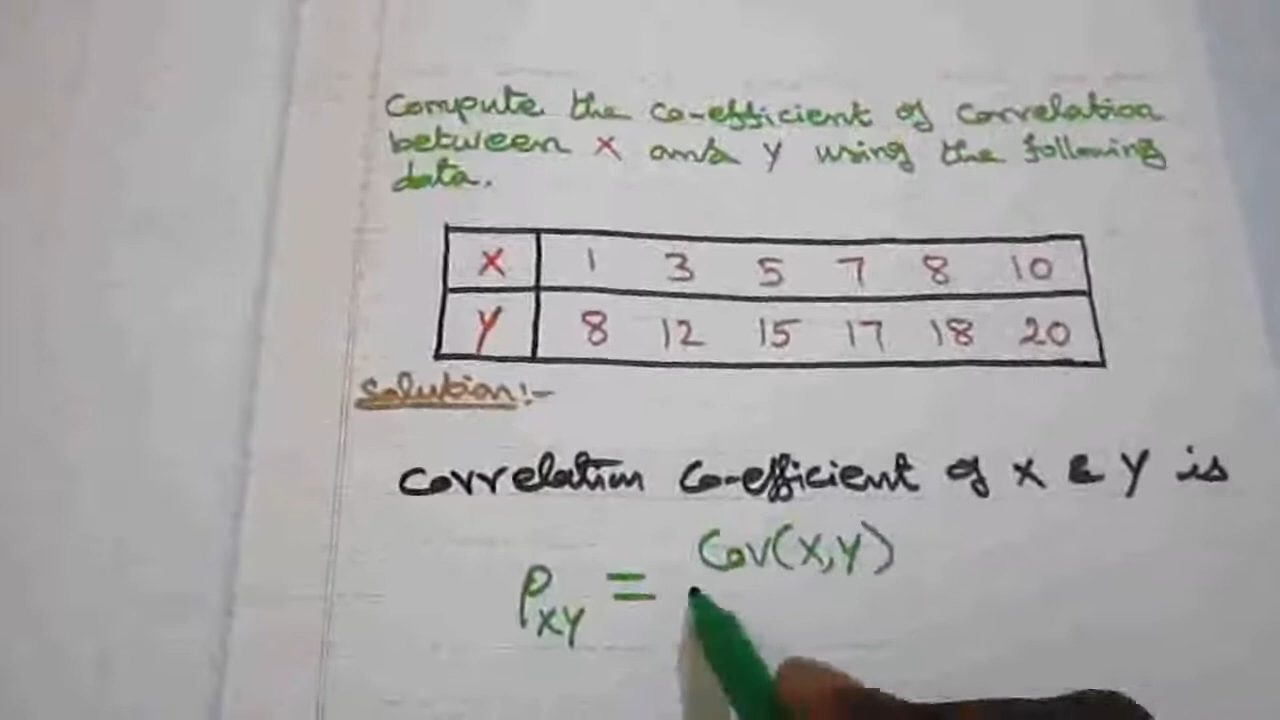 Compute the co-efficient of correlation
between X and Y using the following
data.
X 1 3 5 7 8 10
Y 8 12 15 17 18 20
Solution:-
Correlation Co-efficient of X & Y is
ρXY = Cov(X,Y)